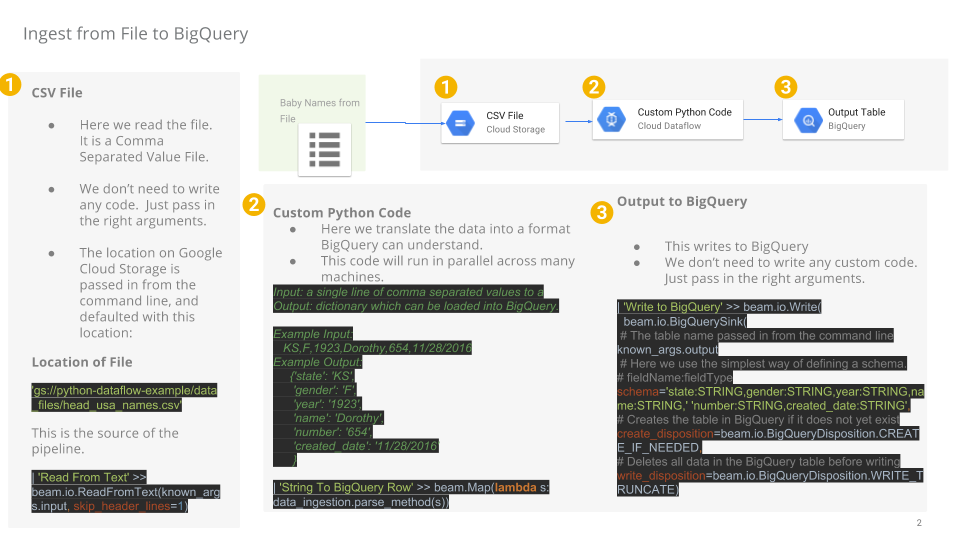 Ingest from File to BigQuery
1
CSV File
● Here we read the file.
It is a Comma
Separated Value File.
● We don't need to write
any code. Just pass in
the right arguments.
● The location on Google
Cloud Storage is
passed in from the
command line, and
defaulted with this
location:
Location of File
'gs://python-dataflow-example/data
_files/head_usa_names.csv'
This is the source of the
pipeline.
| 'Read From Text' >>
beam.io.ReadFromText(known_arg
s.input, skip_header_lines=1)
Baby Names from
File
1
CSV File
Cloud Storage
2
Custom Python Code
Cloud Dataflow
3
Output Table
BigQuery
2
Custom Python Code
● Here we translate the data into a format
BigQuery can understand.
● This code will run in parallel across many
machines.
Input: a single line of comma separated values to a
Output: dictionary which can be loaded into BigQuery.
Example Input:
KS,F,1923,Dorothy,654,11/28/2016
Example Output:
{'state': 'KS',
'gender': 'F',
'year': '1923',
'name': 'Dorothy',
'number': '654',
'created_date': '11/28/2016'
}
| 'String To BigQuery Row' >> beam.Map(lambda s:
data_ingestion.parse_method(s))
3
Output to BigQuery
● This writes to BigQuery
● We don't need to write any custom code.
Just pass in the right arguments.
| 'Write to BigQuery' >> beam.io.Write(
beam.io.BigQuerySink(
# The table name passed in from the command line
known_args.output,
# Here we use the simplest way of defining a schema.
# fieldName:fieldType
schema='state:STRING,gender:STRING,year:STRING,na
me:STRING,' 'number:STRING,created_date:STRING',
# Creates the table in BigQuery if it does not yet exist
create_disposition=beam.io.BigQueryDisposition.CREAT
E_IF_NEEDED,
# Deletes all data in the BigQuery table before writing
write_disposition=beam.io.BigQueryDisposition.WRITE_T
RUNCATE)
2